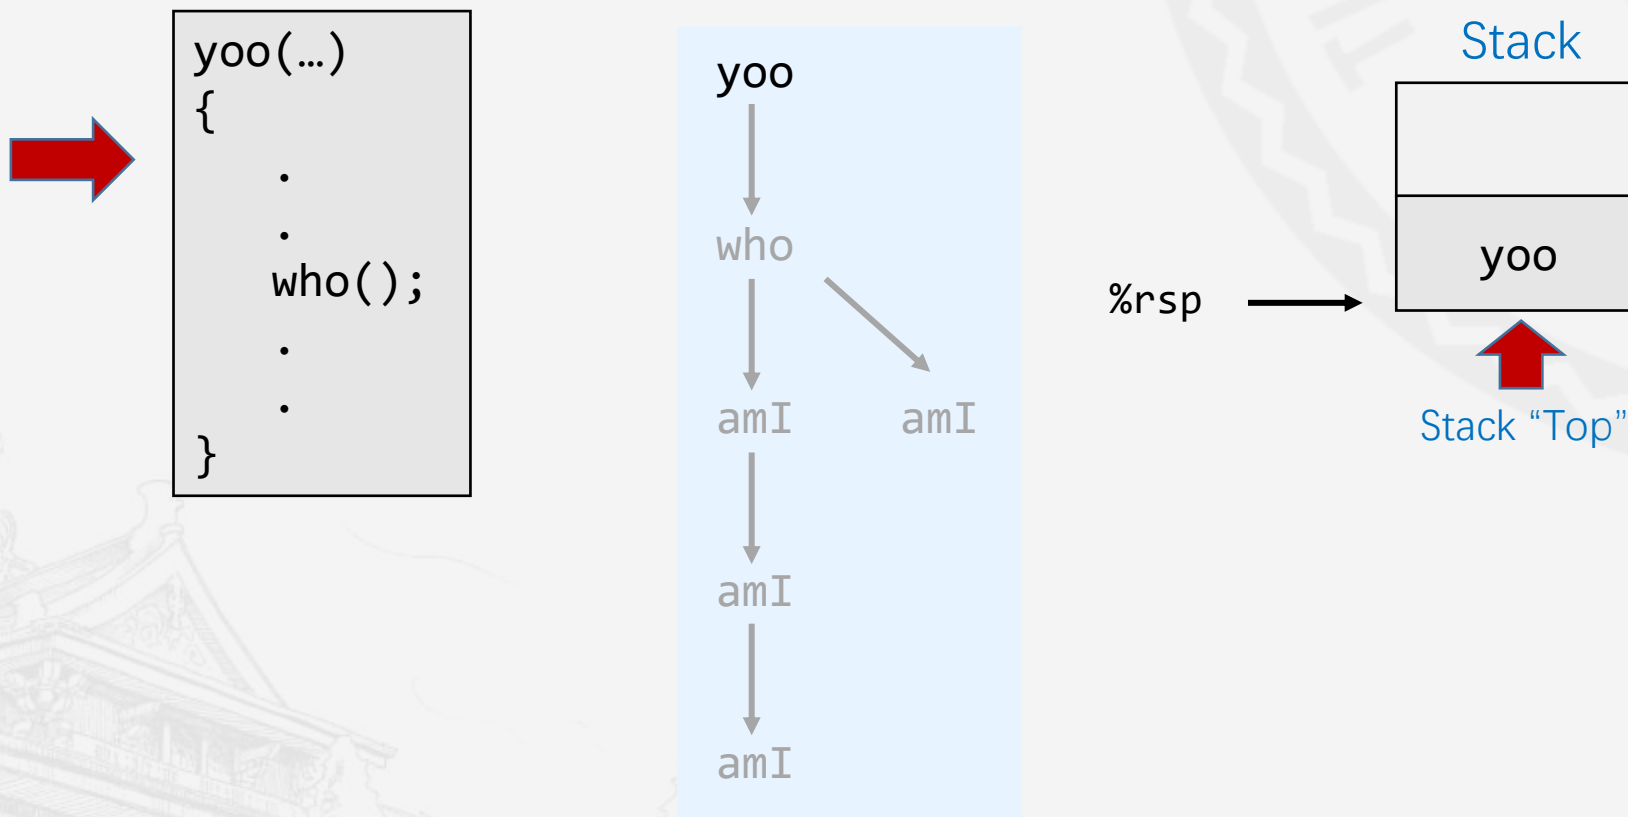 yoo(…)
{
.
.
who();
.
.
}
yoo
who
amI
amI
amI
amI
%rsp
Stack
yoo
Stack “Top”